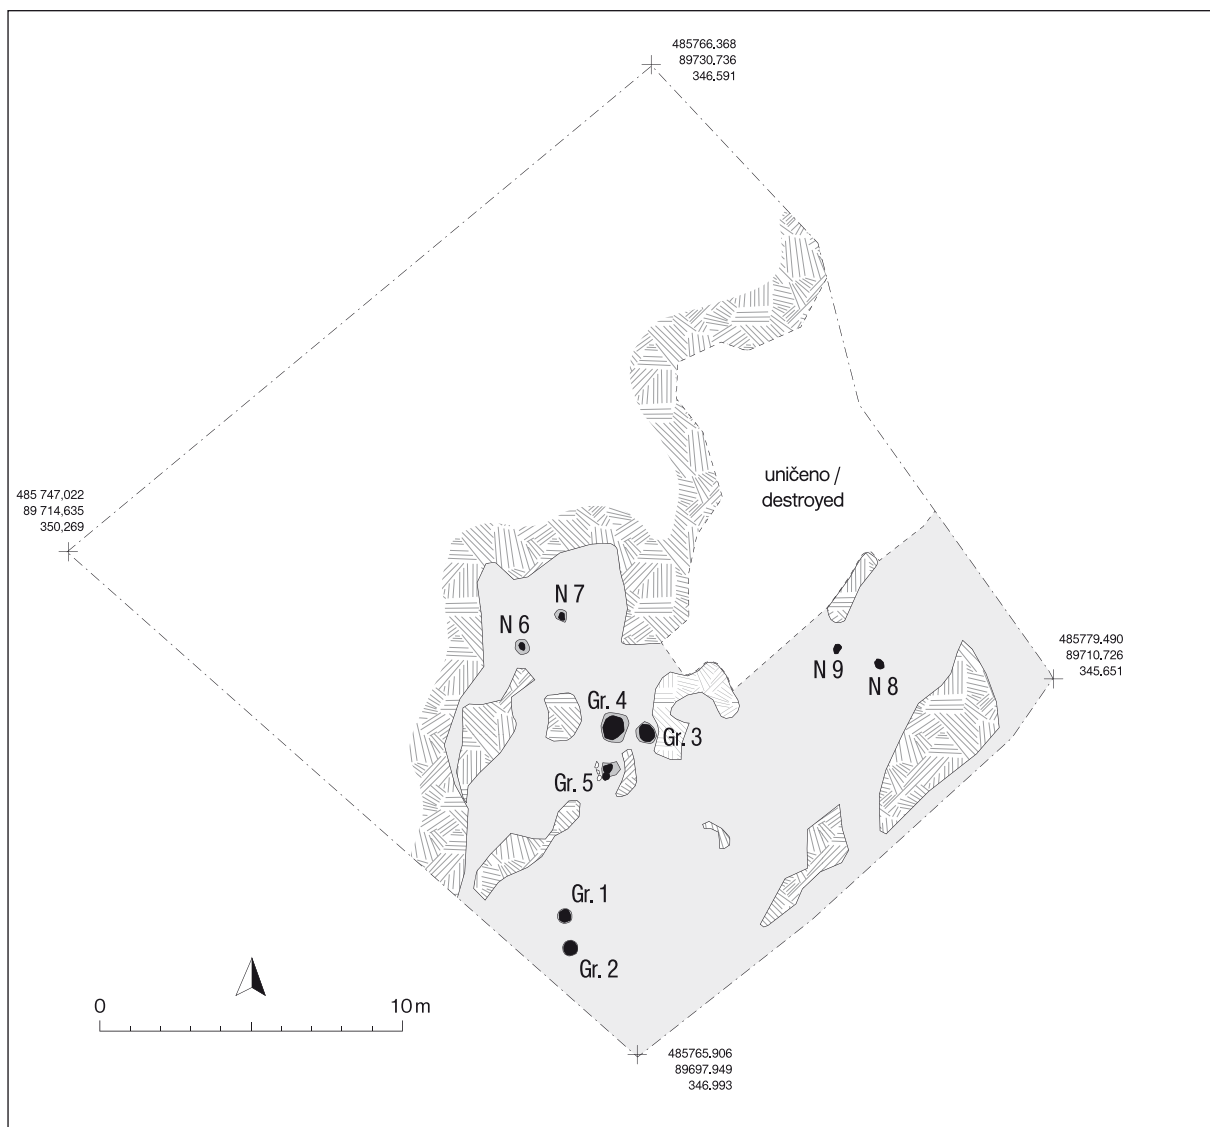 485766.368
89730.736
346.591
uničeno /
destroyed
485 747,022
89 714,635
350,269
N 7
N 6
N 9
N 8
485779.490
89710.726
345.651
Gr. 4
Gr. 3
Gr. 5
Gr. 1
Gr. 2
0
10 m
485765.906
89697.949
346.993